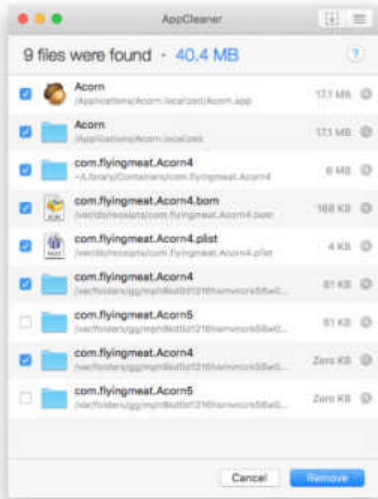 AppCleaner
9 files were found · 40.4 MB
?
Acorn
/Applications/Acorn.localized/Acorn.app
17.1 MB
Acorn
/Applications/Acorn.localized
17.1 MB
com.flyingmeat.Acorn4
~/Library/Containers/com.flyingmeat.Acorn4
6 MB
com.flyingmeat.Acorn4.bom
/var/db/receipts/com.flyingmeat.Acorn4.bom
168 KB
com.flyingmeat.Acorn4.plist
/var/db/receipts/com.flyingmeat.Acorn4.plist
4 KB
com.flyingmeat.Acorn4
61 KB
com.flyingmeat.Acorn5
61 KB
com.flyingmeat.Acorn4
Zero KB
com.flyingmeat.Acorn5
Zero KB
Cancel
Remove